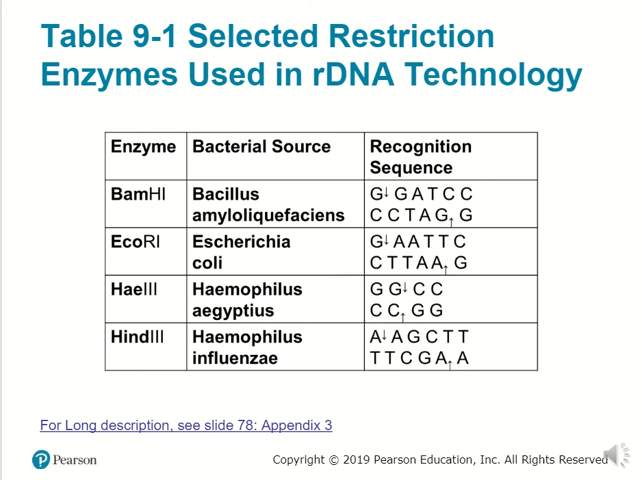 Table 9-1 Selected Restriction
Enzymes Used in rDNA Technology
Enzyme Bacterial Source Recognition
Sequence
BamHI Bacillus G↓ G A T C C
amyloliquefaciens C C T A G↑ G
EcoRI Escherichia G↓ A A T T C
coli C T T A A↑ G
HaeIII Haemophilus G G↓ C C
aegyptius C C↑ G G
HindIII Haemophilus A↓ A G C T T
influenzae T T C G A↑ A
For Long description, see slide 78: Appendix 3
Pearson Copyright © 2019 Pearson Education, Inc. All Rights Reserved